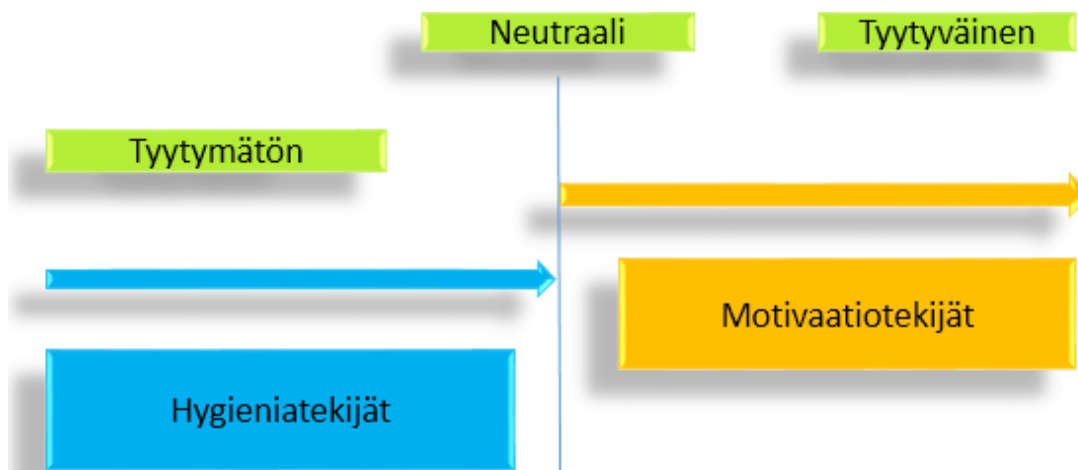 Neutraali
Tyytyväinen
Tyytymätön
Motivaatiotekijät
Hygieniatekijät